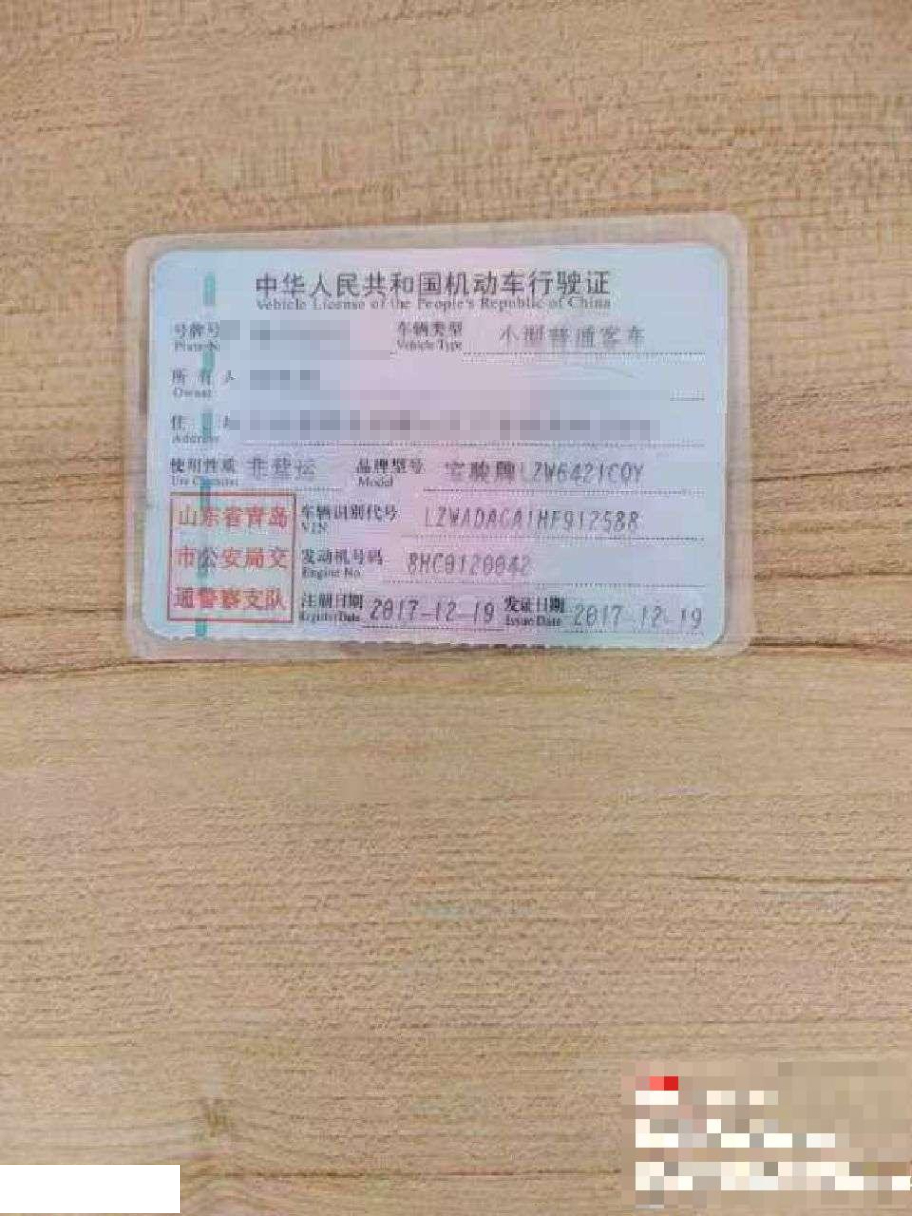 中华人民共和国机动车行驶证
Vehicle License of the People's Republic of China
号牌号 车辆类型 小型普通客车
Vehicle Type
所有人
Owner
住 址
Address
使用性质 非营运 品牌型号 宝骏牌LZW6421CQY
Use Character Model
山东省青岛 车辆识别代号 LZWADAGA1HF912588
VIN
市公安局交 发动机号码 8HC0120042
Engine No.
通警察支队 注册日期 2017-12-19 发证日期 2017-12-19
Register Date Issue Date